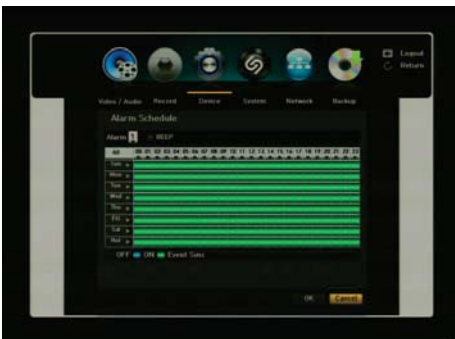 Logout
Return
Video / Audio Record Device System Network Backup
Alarm Schedule
Alarm 1 BEEP
All 00 01 02 03 04 05 06 07 08 09 10 11 12 13 14 15 16 17 18 19 20 21 22 23
Sun
Mon
Tue
Wed
Thu
Fri
Sat
Hol
OFF ON Event Sync
OK Cancel